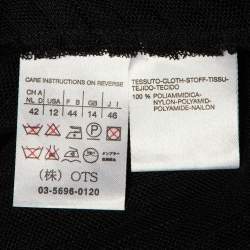 CARE INSTRUCTIONS ON REVERSE
CH A USA F GB J I
NL D B
42 12 44 14 46
(株) OTS
03-5696-0120
TESSUTO-CLOTH-STOFF-TISSU-
TEJIDO-TECIDO
100 % POLIAMMIDICA-
NYLON-POLYAMID-
POLYAMIDE-NAILON